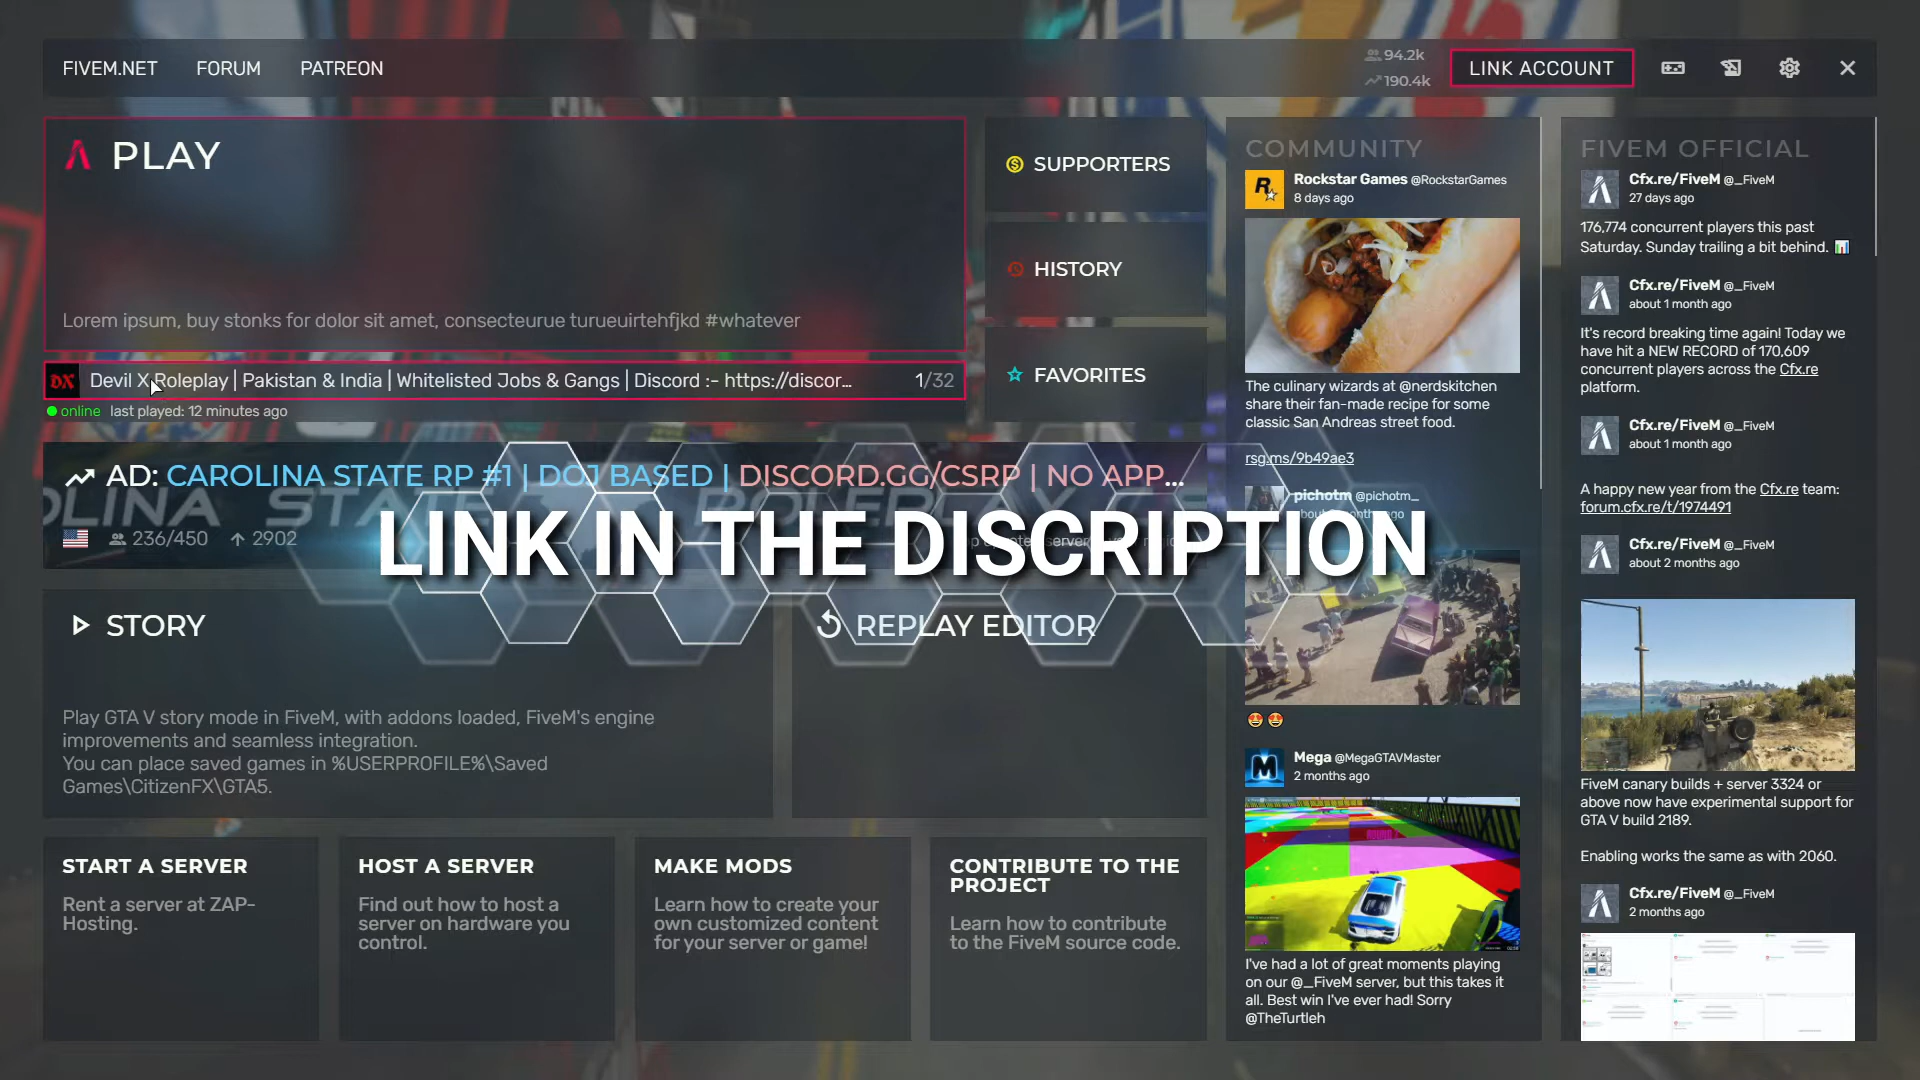 FIVEM.NET FORUM PATREON
94.2k
190.4k
LINK ACCOUNT
PLAY
Lorem ipsum, buy stonks for dolor sit amet, consecteurue turueuirtehfjkd #whatever
DX Devil X Roleplay | Pakistan & India | Whitelisted Jobs & Gangs | Discord :- https://discor... 1/32
online last played: 12 minutes ago
SUPPORTERS
HISTORY
FAVORITES
AD: CAROLINA STATE RP #1 | DOJ BASED | DISCORD.GG/CSRP | NO APP...
236/450 2902
LINK IN THE DISCRIPTION
STORY
Play GTA V story mode in FiveM, with addons loaded, FiveM's engine
improvements and seamless integration.
You can place saved games in %USERPROFILE%\Saved
Games\CitizenFX\GTA5.
REPLAY EDITOR
START A SERVER
Rent a server at ZAP-
Hosting.
HOST A SERVER
Find out how to host a
server on hardware you
control.
MAKE MODS
Learn how to create your
own customized content
for your server or game!
CONTRIBUTE TO THE
PROJECT
Learn how to contribute
to the FiveM source code.
COMMUNITY
Rockstar Games @RockstarGames
8 days ago
The culinary wizards at @nerdskitchen
share their fan-made recipe for some
classic San Andreas street food.
rsg.ms/9b49ae3
pichotm @pichotm_
Mega @MegaGTAVMaster
2 months ago
I've had a lot of great moments playing
on our @_FiveM server, but this takes it
all. Best win I've ever had! Sorry
@TheTurtleh
FIVEM OFFICIAL
Cfx.re/FiveM @_FiveM
27 days ago
176,774 concurrent players this past
Saturday. Sunday trailing a bit behind.
Cfx.re/FiveM @_FiveM
about 1 month ago
It's record breaking time again! Today we
have hit a NEW RECORD of 170,609
concurrent players across the Cfx.re
platform.
Cfx.re/FiveM @_FiveM
about 1 month ago
A happy new year from the Cfx.re team:
forum.cfx.re/t/1974491
Cfx.re/FiveM @_FiveM
about 2 months ago
FiveM canary builds + server 3324 or
above now have experimental support for
GTA V build 2189.
Enabling works the same as with 2060.
Cfx.re/FiveM @_FiveM
2 months ago